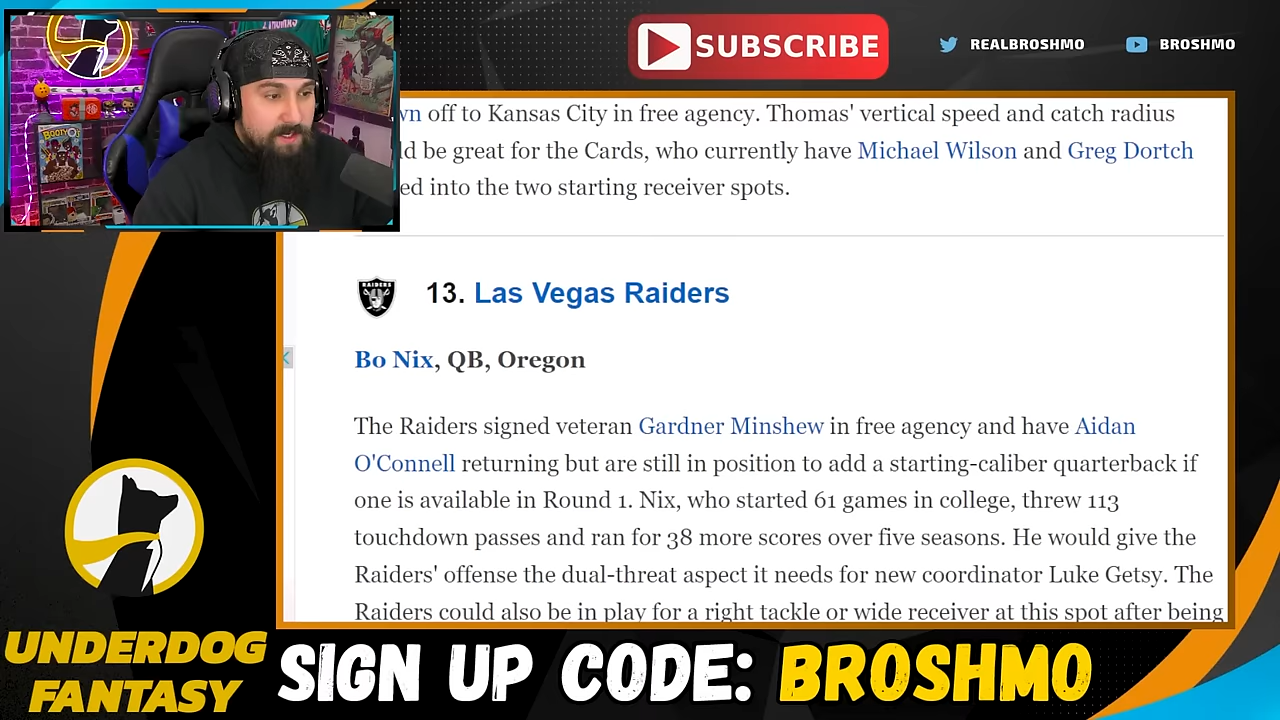 SUBSCRIBE
REALBROSHMO
BROSHMO
off to Kansas City in free agency. Thomas' vertical speed and catch radius
be great for the Cards, who currently have Michael Wilson and Greg Dortch
into the two starting receiver spots.
13. Las Vegas Raiders
RAIDERS
Bo Nix, QB, Oregon
The Raiders signed veteran Gardner Minshew in free agency and have Aidan
O'Connell returning but are still in position to add a starting-caliber quarterback if
one is available in Round 1. Nix, who started 61 games in college, threw 113
touchdown passes and ran for 38 more scores over five seasons. He would give the
Raiders' offense the dual-threat aspect it needs for new coordinator Luke Getsy. The
Raiders could also be in play for a right tackle or wide receiver at this spot after being
UNDERDOG
FANTASY
SIGN UP CODE: BROSHMO